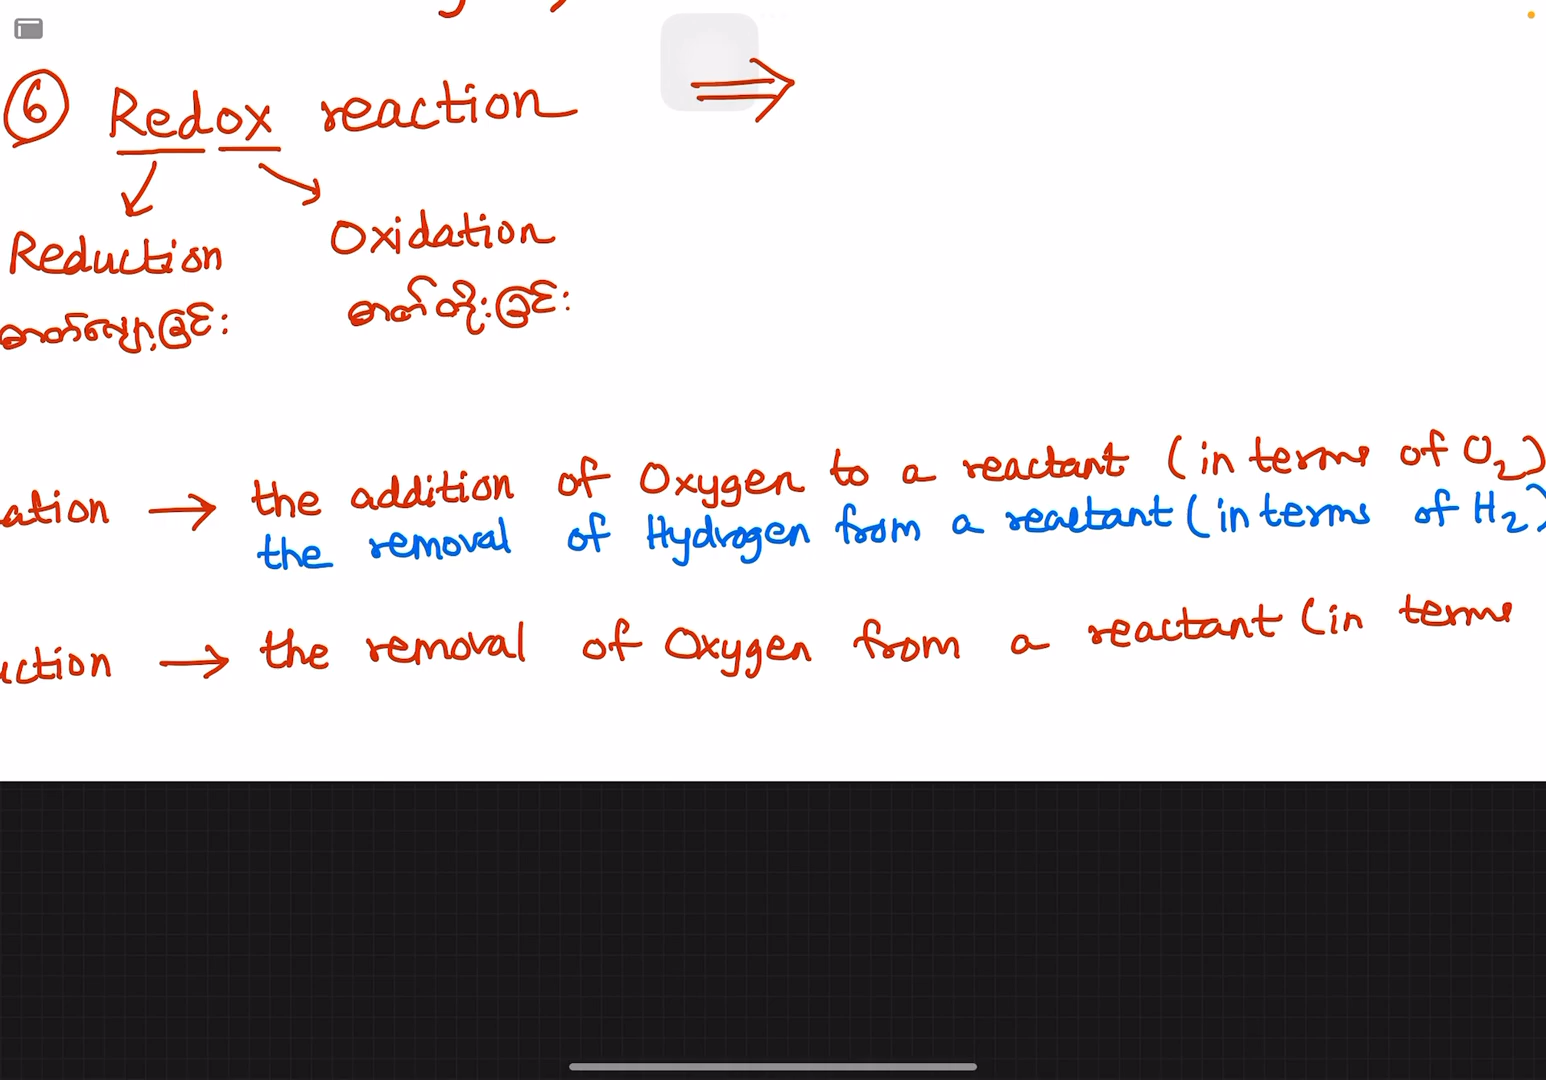 6 Redox reaction ⇒
Reduction Oxidation
ဓာတ်လျော့ခြင်း ဓာတ်တိုးခြင်း
ation → the addition of Oxygen to a reactant (in terms of O₂)
the removal of Hydrogen from a reactant (in terms of H₂)
uction → the removal of Oxygen from a reactant (in terms